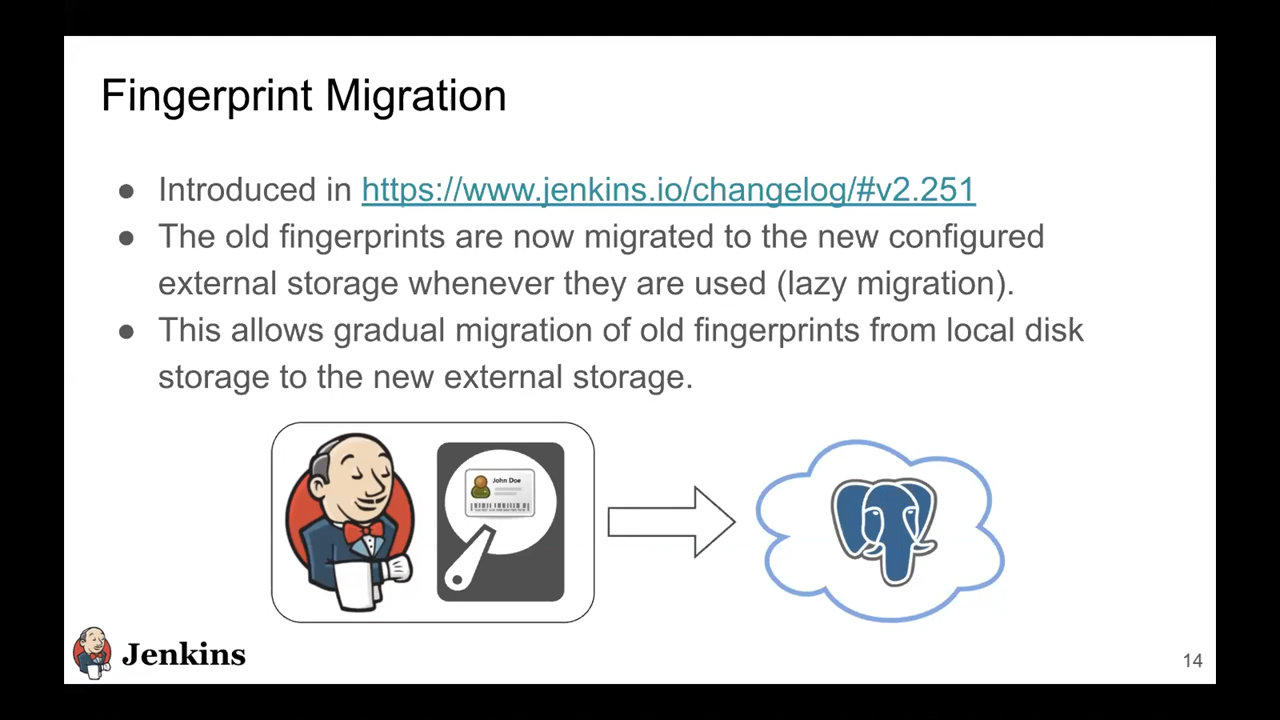 Fingerprint Migration
● Introduced in https://www.jenkins.io/changelog/#v2.251
● The old fingerprints are now migrated to the new configured
external storage whenever they are used (lazy migration).
● This allows gradual migration of old fingerprints from local disk
storage to the new external storage.
John Doe
Jenkins
14